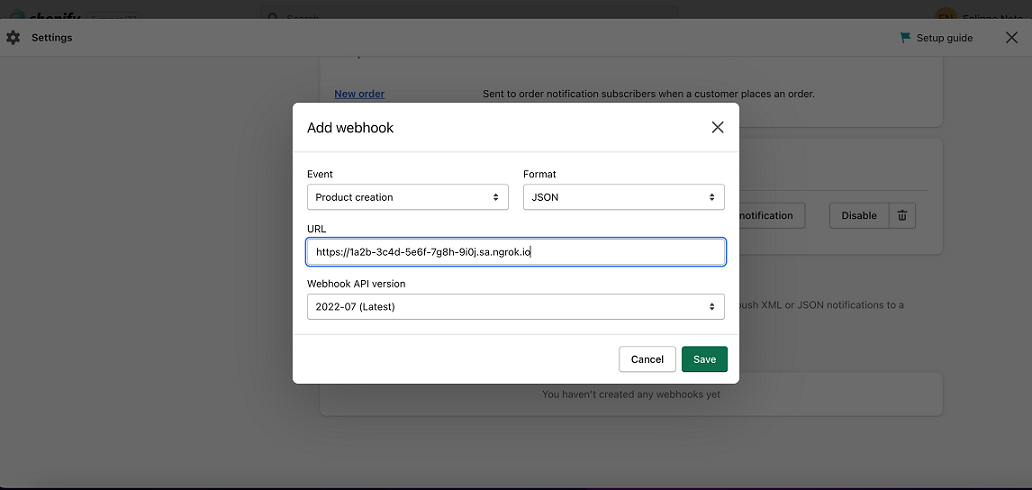 shopify
Search
Settings
Setup guide
New order
Sent to order notification subscribers when a customer places an order.
Add webhook
Event
Format
Product creation
JSON
notification
Disable
URL
https://1a2b-3c4d-5e6f-7g8h-9i0j.sa.ngrok.io
Webhook API version
2022-07 (Latest)
push XML or JSON notifications to a
Cancel
Save
You haven't created any webhooks yet